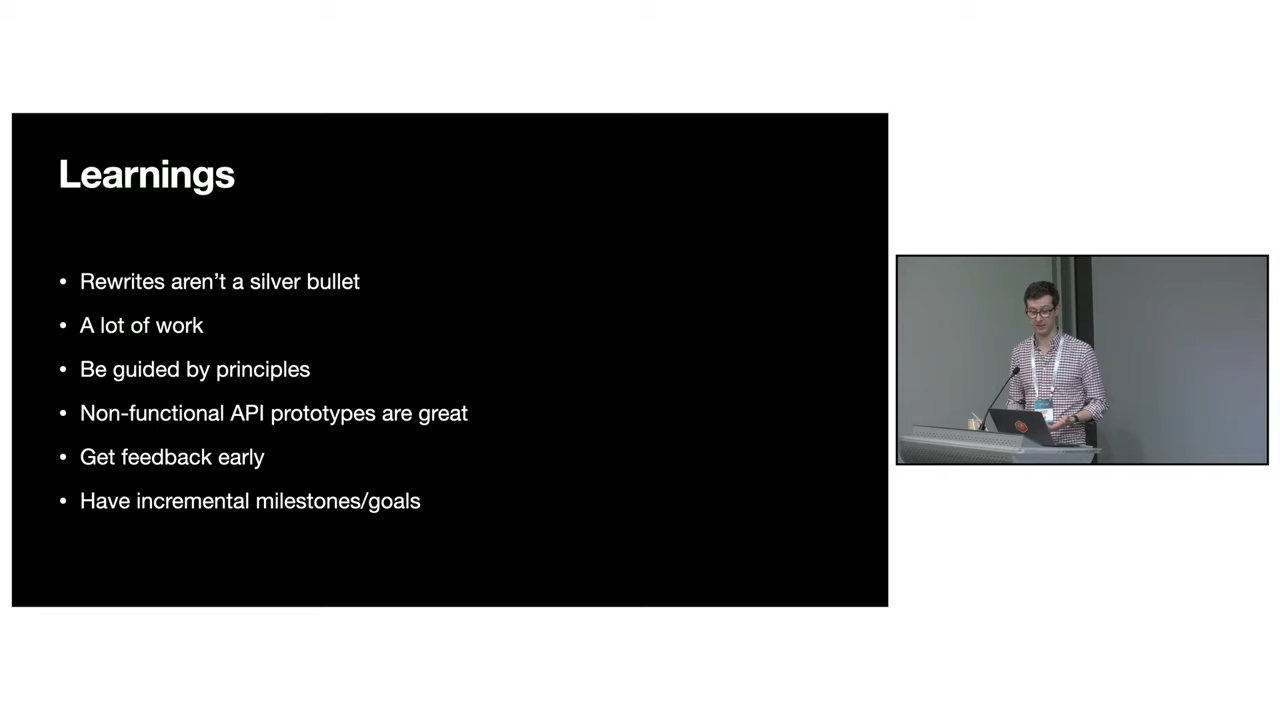 Learnings
• Rewrites aren’t a silver bullet
• A lot of work
• Be guided by principles
• Non-functional API prototypes are great
• Get feedback early
• Have incremental milestones/goals